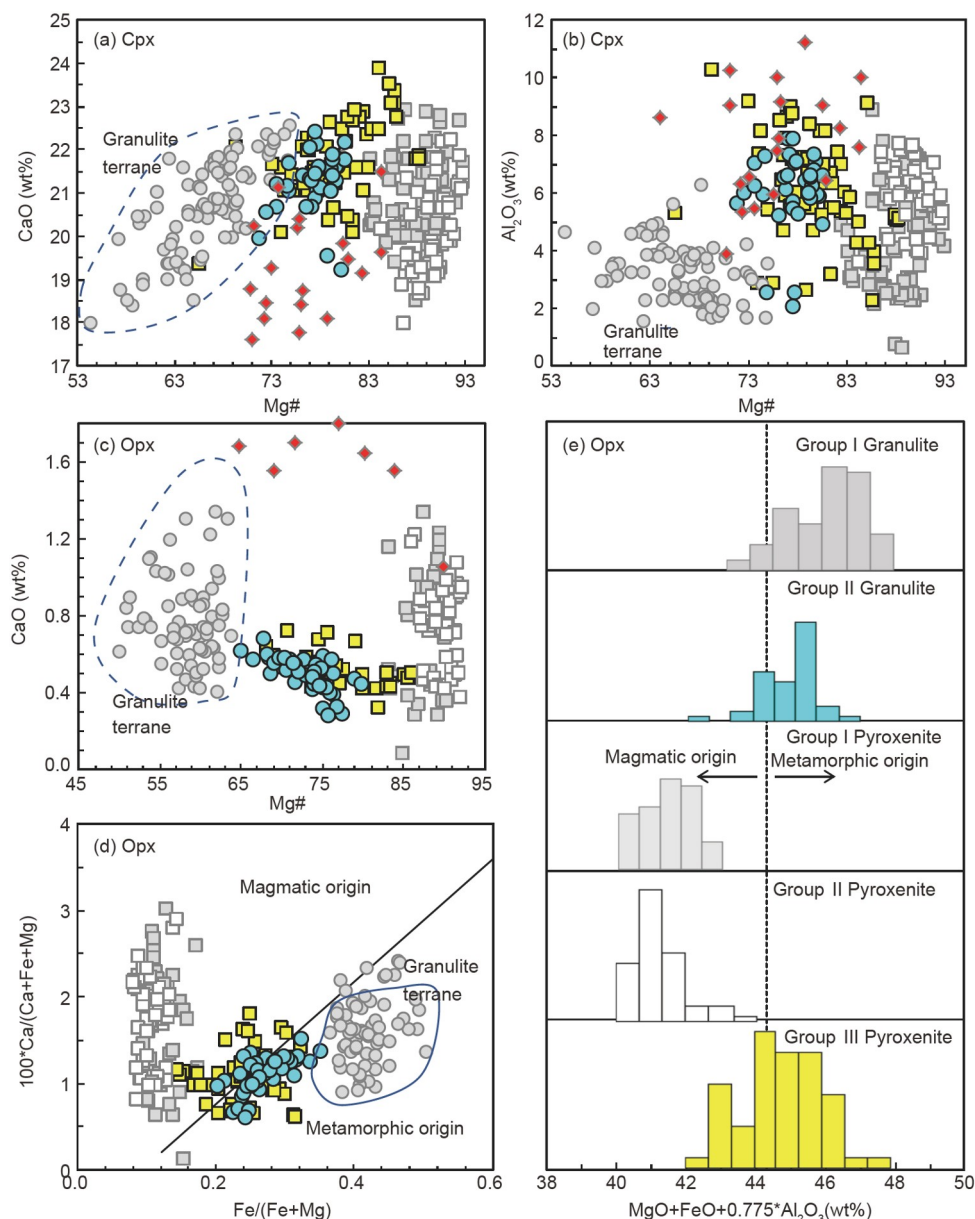 (a) Cpx
25
24
23
22
21
20
19
18
17
CaO (wt%)
Granulite
terrane
53
63
73
83
93
Mg#
(b) Cpx
12
10
8
6
4
2
0
Al2O3(wt%)
Granulite
terrane
53
63
73
83
93
Mg#
(c) Opx
1.6
1.2
0.8
0.4
0.0
CaO (wt%)
Granulite
terrane
45
55
65
75
85
95
Mg#
(d) Opx
4
3
2
1
0
100*Ca/(Ca+Fe+Mg)
Magmatic origin
Granulite
terrane
Metamorphic origin
0.0
0.2
0.4
0.6
Fe/(Fe+Mg)
(e) Opx
Group I Granulite
Group II Granulite
Group I Pyroxenite
Magmatic origin
Metamorphic origin
Group II Pyroxenite
Group III Pyroxenite
38
40
42
44
46
48
50
MgO+FeO+0.775*Al2O3(wt%)